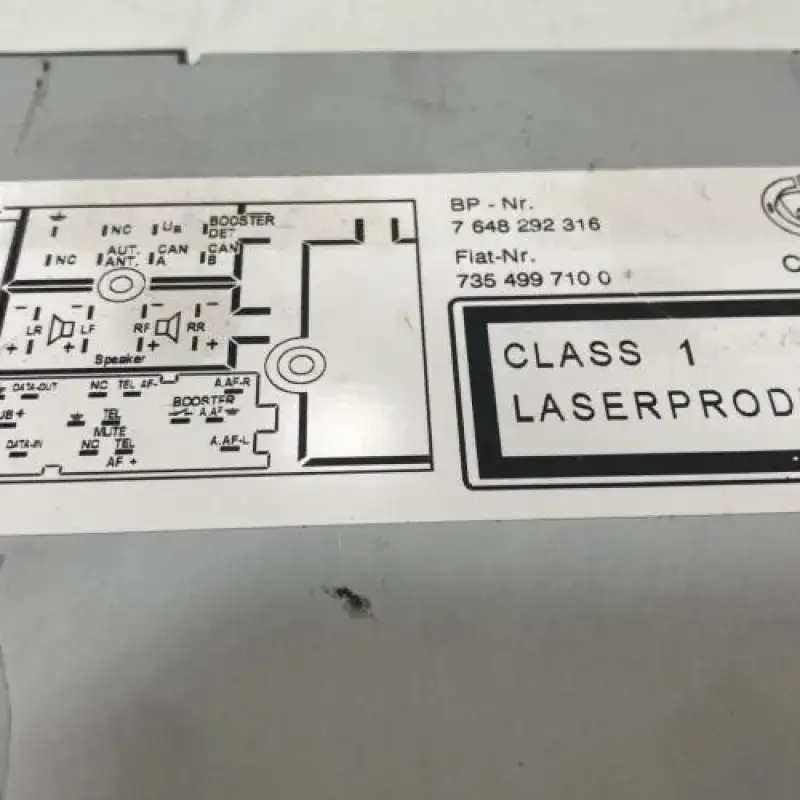 NC UB BOOSTER DET
NC AUT. ANT. CAN A CAN B
- - - -
LR LF RF RR
+ + + +
Speaker
DATA-OUT NC TEL AF- A.AF-R
UB+ TEL MUTE BOOSTER A.AF
DATA-IN NC TEL AF + A.AF-L
BP - Nr.
7 648 292 316
Fiat-Nr.
735 499 710 0
C
CLASS 1
LASERPROD